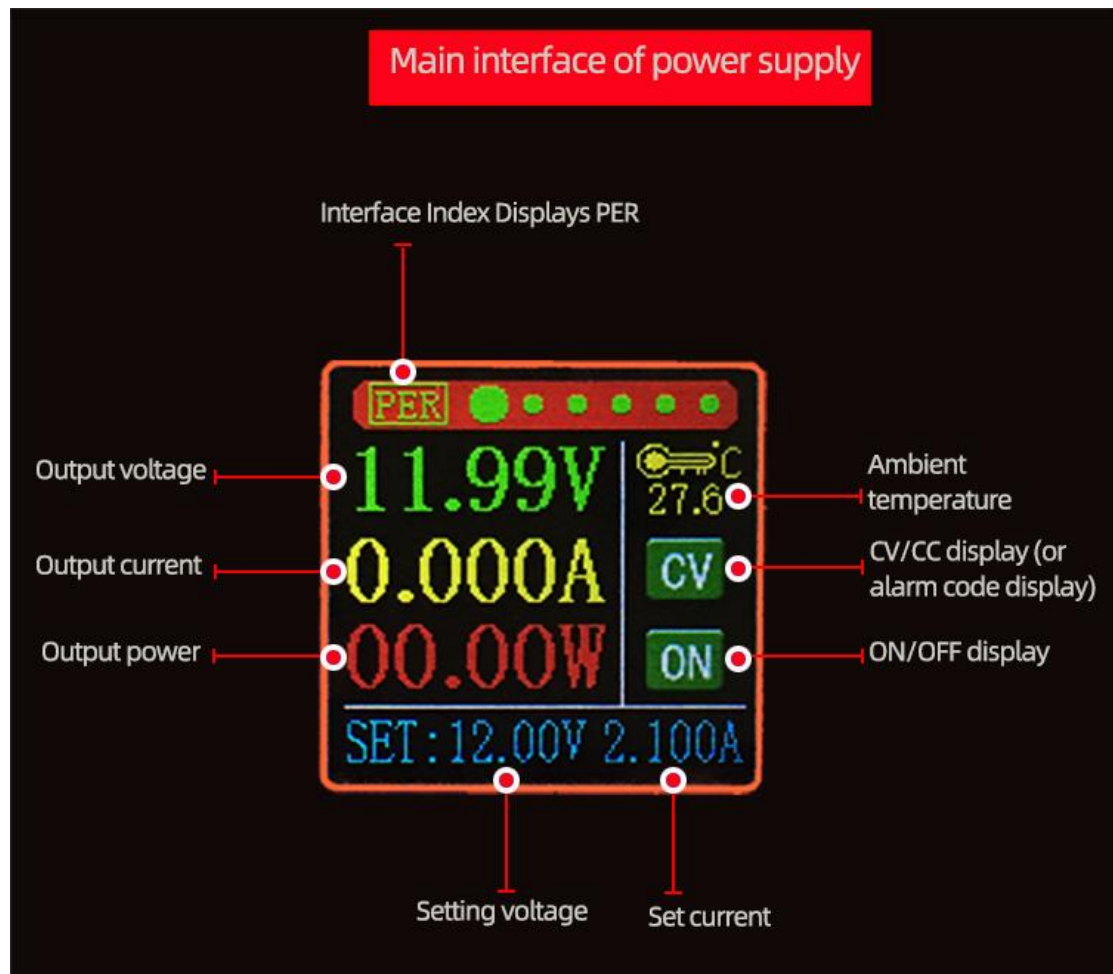 Main interface of power supply
Interface Index Displays PER
PER
Output voltage
11.99V
°C
27.6
Ambient
temperature
Output current
0.000A
CV
CV/CC display (or
alarm code display)
Output power
00.00W
ON
ON/OFF display
SET:12.00V 2.100A
Setting voltage
Set current